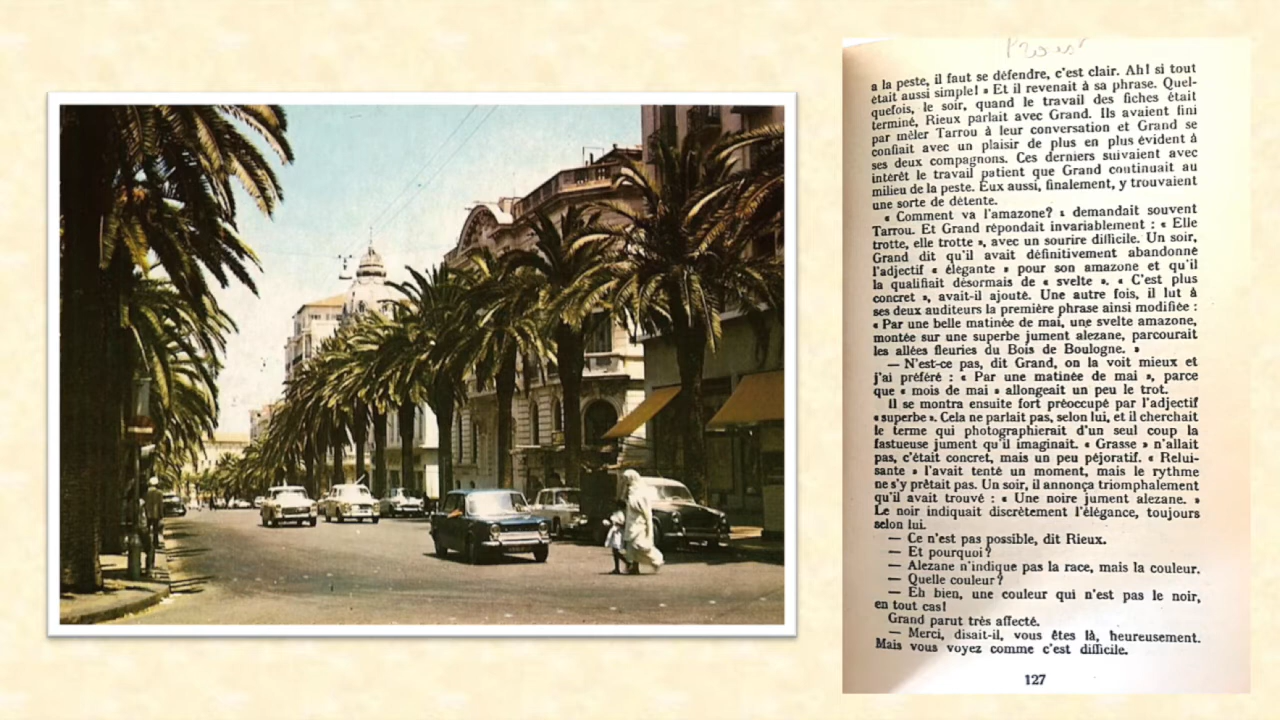 a la peste, il faut se défendre, c'est clair. Ah! si tout
était aussi simple! » Et il revenait à sa phrase. Quel-
quefois, le soir, quand le travail des fiches était
terminé, Rieux parlait avec Grand. Ils avaient fini
par mêler Tarrou à leur conversation et Grand se
confiait avec un plaisir de plus en plus évident à
ses deux compagnons. Ces derniers suivaient avec
intérêt le travail patient que Grand continuait au
milieu de la peste. Eux aussi, finalement, y trouvaient
une sorte de détente.
« Comment va l'amazone? » demandait souvent
Tarrou. Et Grand répondait invariablement : « Elle
trotte, elle trotte », avec un sourire difficile. Un soir,
Grand dit qu'il avait définitivement abandonné
l'adjectif « élégante » pour son amazone et qu'il
la qualifiait désormais de « svelte ». « C'est plus
concret », avait-il ajouté. Une autre fois, il lut à
ses deux auditeurs la première phrase ainsi modifiée :
« Par une belle matinée de mai, une svelte amazone,
montée sur une superbe jument alezane, parcourait
les allées fleuries du Bois de Boulogne. »
— N'est-ce pas, dit Grand, on la voit mieux et
j'ai préféré : « Par une matinée de mai », parce
que « mois de mai » allongeait un peu le trot.
Il se montra ensuite fort préoccupé par l'adjectif
« superbe ». Cela ne parlait pas, selon lui, et il cherchait
le terme qui photographierait d'un seul coup la
fastueuse jument qu'il imaginait. « Grasse » n'allait
pas, c'était concret, mais un peu péjoratif. « Relui-
sante » l'avait tenté un moment, mais le rythme
ne s'y prêtait pas. Un soir, il annonça triomphalement
qu'il avait trouvé : « Une noire jument alezane. »
Le noir indiquait discrètement l'élégance, toujours
selon lui.
— Ce n'est pas possible, dit Rieux.
— Et pourquoi?
— Alezane n'indique pas la race, mais la couleur.
— Quelle couleur?
— Eh bien, une couleur qui n'est pas le noir,
en tout cas!
Grand parut très affecté.
— Merci, disait-il, vous êtes là, heureusement.
Mais vous voyez comme c'est difficile.
127